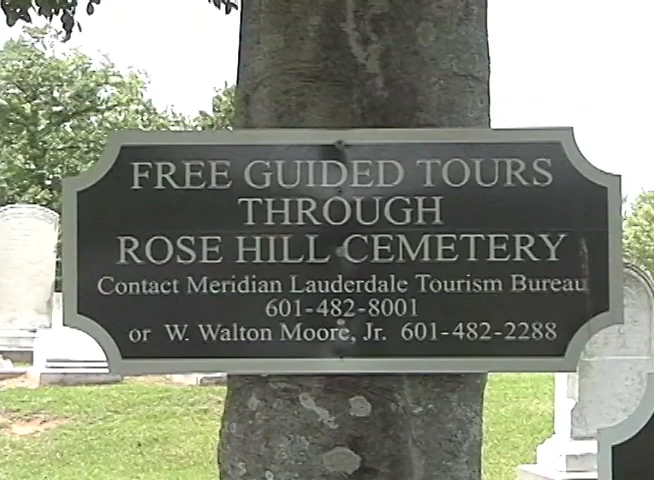 FREE GUIDED TOURS
THROUGH
ROSE HILL CEMETERY
Contact Meridian Lauderdale Tourism Bureau
601-482-8001
or W. Walton Moore, Jr. 601-482-2288